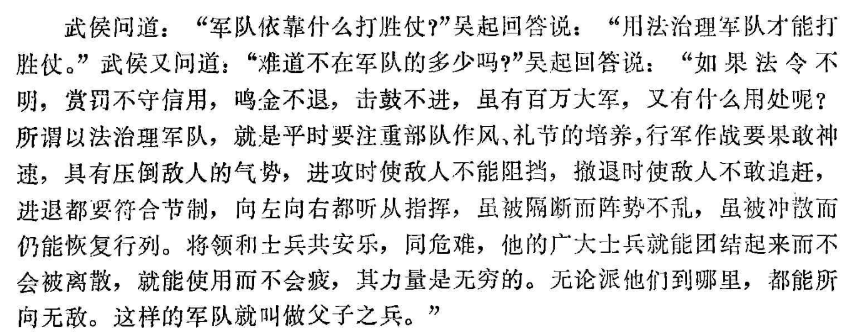 武侯问道：“军队依靠什么打胜仗？”吴起回答说：“用法治理军队才能打
胜仗。”武侯又问道：“难道不在军队的多少吗？”吴起回答说：“如果法令不
明，赏罚不守信用，鸣金不退，击鼓不进，虽有百万大军，又有什么用处呢？
所谓以法治理军队，就是平时要注重部队作风、礼节的培养，行军作战要果敢神
速，具有压倒敌人的气势，进攻时使敌人不能阻挡，撤退时使敌人不敢追赶，
进退都要符合节制，向左向右都听从指挥，虽被隔断而阵势不乱，虽被冲散而
仍能恢复行列。将领和士兵共安乐，同危难，他的广大士兵就能团结起来而不
会被离散，就能使用而不会疲，其力量是无穷的。无论派他们到哪里，都能所
向无敌。这样的军队就叫做父子之兵。”